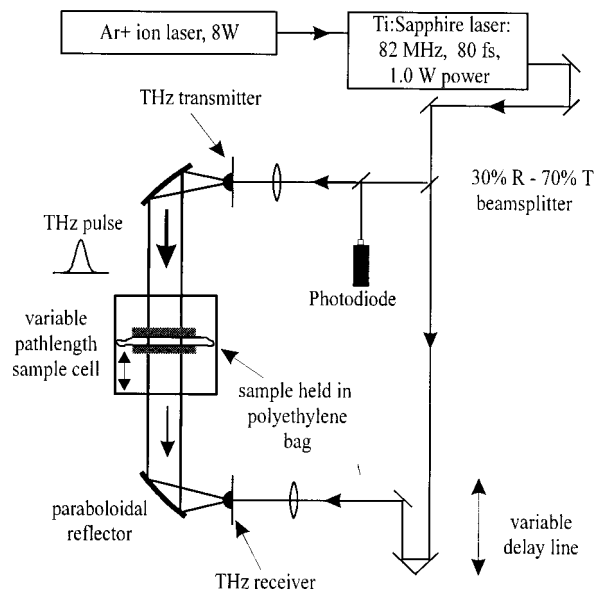 Ar+ ion laser, 8W
Ti:Sapphire laser:
82 MHz, 80 fs,
1.0 W power
THz transmitter
30% R - 70% T
beamsplitter
THz pulse
Photodiode
variable
pathlength
sample cell
sample held in
polyethylene
bag
paraboloidal
reflector
variable
delay line
THz receiver